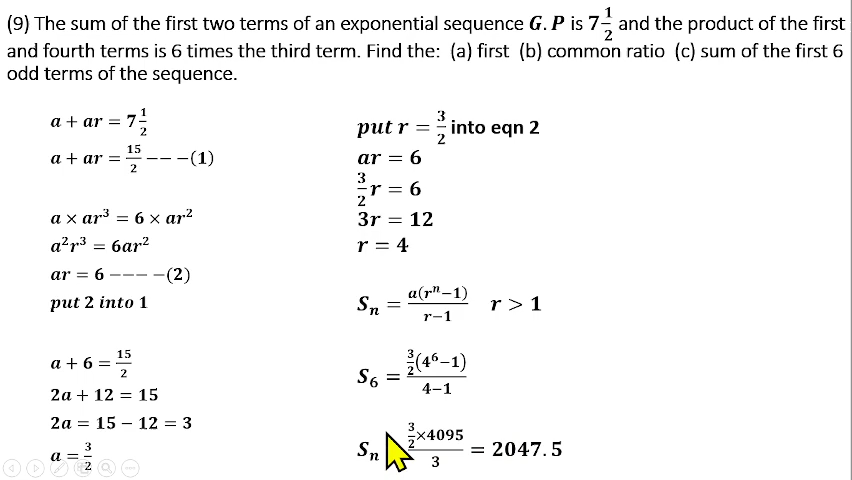 (9) The sum of the first two terms of an exponential sequence G.P is 7 1/2 and the product of the first
and fourth terms is 6 times the third term. Find the: (a) first (b) common ratio (c) sum of the first 6
odd terms of the sequence.
a + ar = 7 1/2
a + ar = 15/2 −− −(1)
a × ar³ = 6 × ar²
a²r³ = 6ar²
ar = 6 −−− −(2)
put 2 into 1
a + 6 = 15/2
2a + 12 = 15
2a = 15 − 12 = 3
a = 3/2
put r = 3/2 into eqn 2
ar = 6
3/2 r = 6
3r = 12
r = 4
Sₙ = a(rⁿ−1)/r−1 r > 1
S₆ = 3/2(4⁶−1)/4−1
Sₙ 3/2×4095/3 = 2047.5